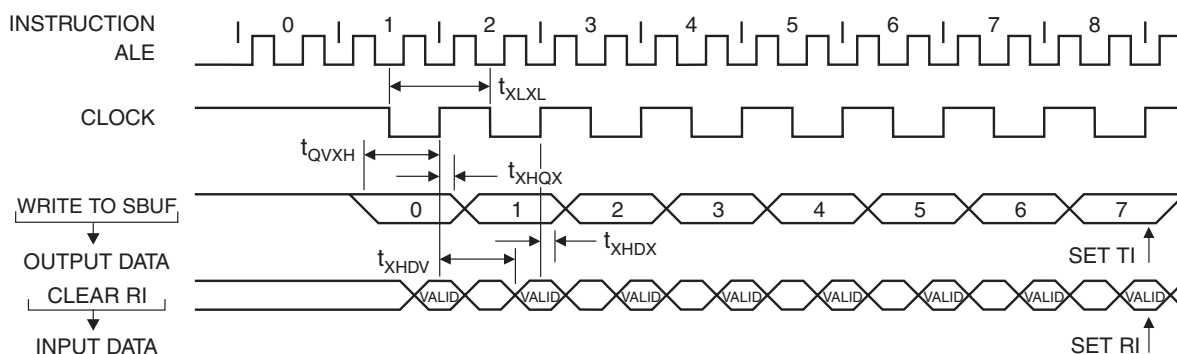 INSTRUCTION 0 1 2 3 4 5 6 7 8
ALE
tXLXL
CLOCK
tQVXH
tXHQX
WRITE TO SBUF 0 1 2 3 4 5 6 7
tXHDX
tXHDV
SET TI
OUTPUT DATA
CLEAR RI VALID VALID VALID VALID VALID VALID VALID VALID
INPUT DATA
SET RI